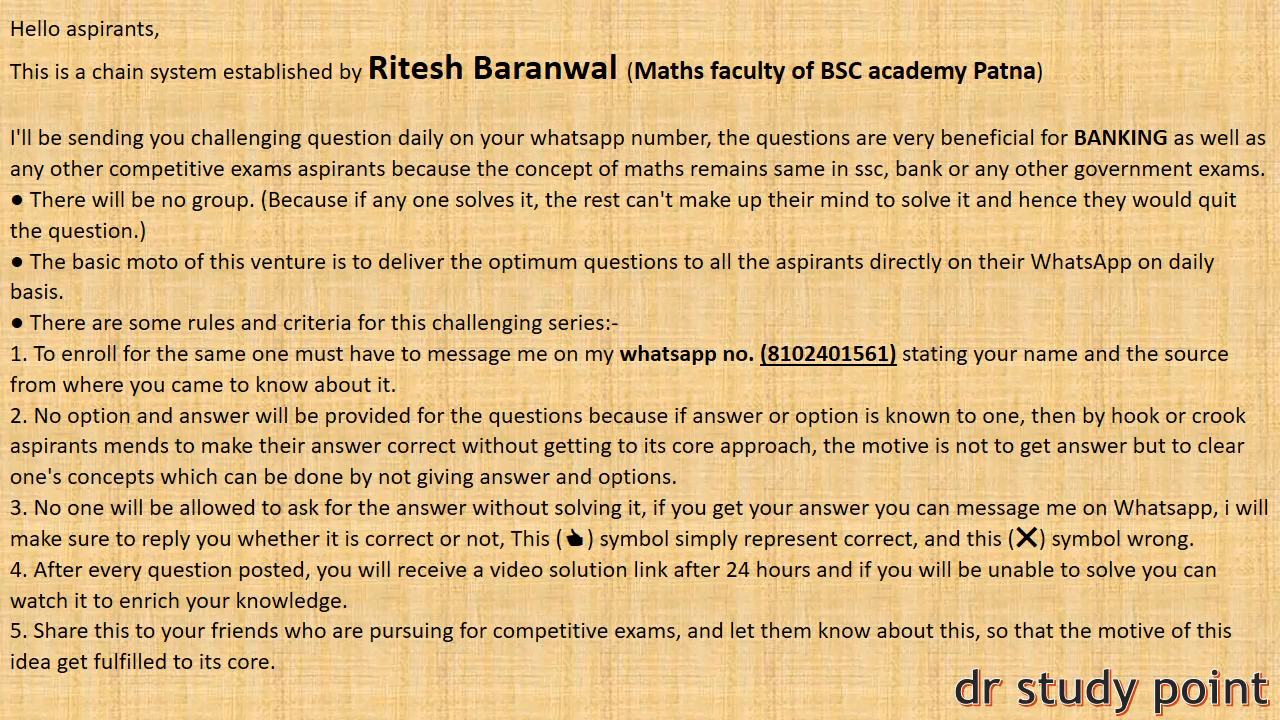 Hello aspirants,
This is a chain system established by Ritesh Baranwal (Maths faculty of BSC academy Patna)
I'll be sending you challenging question daily on your whatsapp number, the questions are very beneficial for BANKING as well as
any other competitive exams aspirants because the concept of maths remains same in ssc, bank or any other government exams.
● There will be no group. (Because if any one solves it, the rest can't make up their mind to solve it and hence they would quit
the question.)
● The basic moto of this venture is to deliver the optimum questions to all the aspirants directly on their WhatsApp on daily
basis.
● There are some rules and criteria for this challenging series:-
1. To enroll for the same one must have to message me on my whatsapp no. (8102401561) stating your name and the source
from where you came to know about it.
2. No option and answer will be provided for the questions because if answer or option is known to one, then by hook or crook
aspirants mends to make their answer correct without getting to its core approach, the motive is not to get answer but to clear
one's concepts which can be done by not giving answer and options.
3. No one will be allowed to ask for the answer without solving it, if you get your answer you can message me on Whatsapp, i will
make sure to reply you whether it is correct or not, This (👍) symbol simply represent correct, and this (❌) symbol wrong.
4. After every question posted, you will receive a video solution link after 24 hours and if you will be unable to solve you can
watch it to enrich your knowledge.
5. Share this to your friends who are pursuing for competitive exams, and let them know about this, so that the motive of this
idea get fulfilled to its core.
dr study point